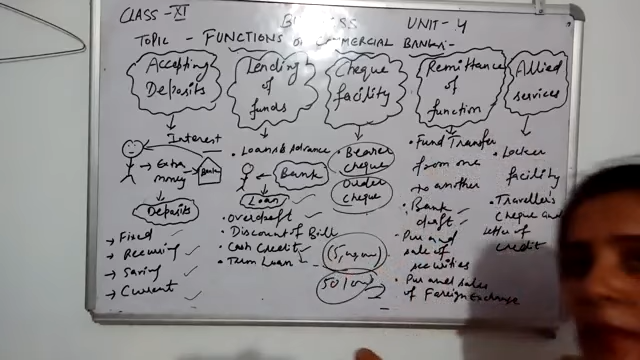 CLASS - XI
UNIT - 4
TOPIC - FUNCTIONS OF COMMERCIAL BANKS -
Accepting
Deposits
Lending
of
funds
Cheque
facility
Remittance
of
function
Allied
services
Interest
→ Extra
money
Bank
Deposits
→ Fixed
→ Recurring
→ Saving
→ Current
• Loans & Advance
Bank
Loan
• Overdraft
• Discount of Bill
• Cash Credit
• Term Loan
• Bearer
cheque
Order
cheque
• Fund Transfer
from one
to another
• Bank
draft
• Pur and
sale of
securities
• Pur and sales
of Foreign Exchange
• Locker
facility
• Traveller's
cheque and
letter of
credit